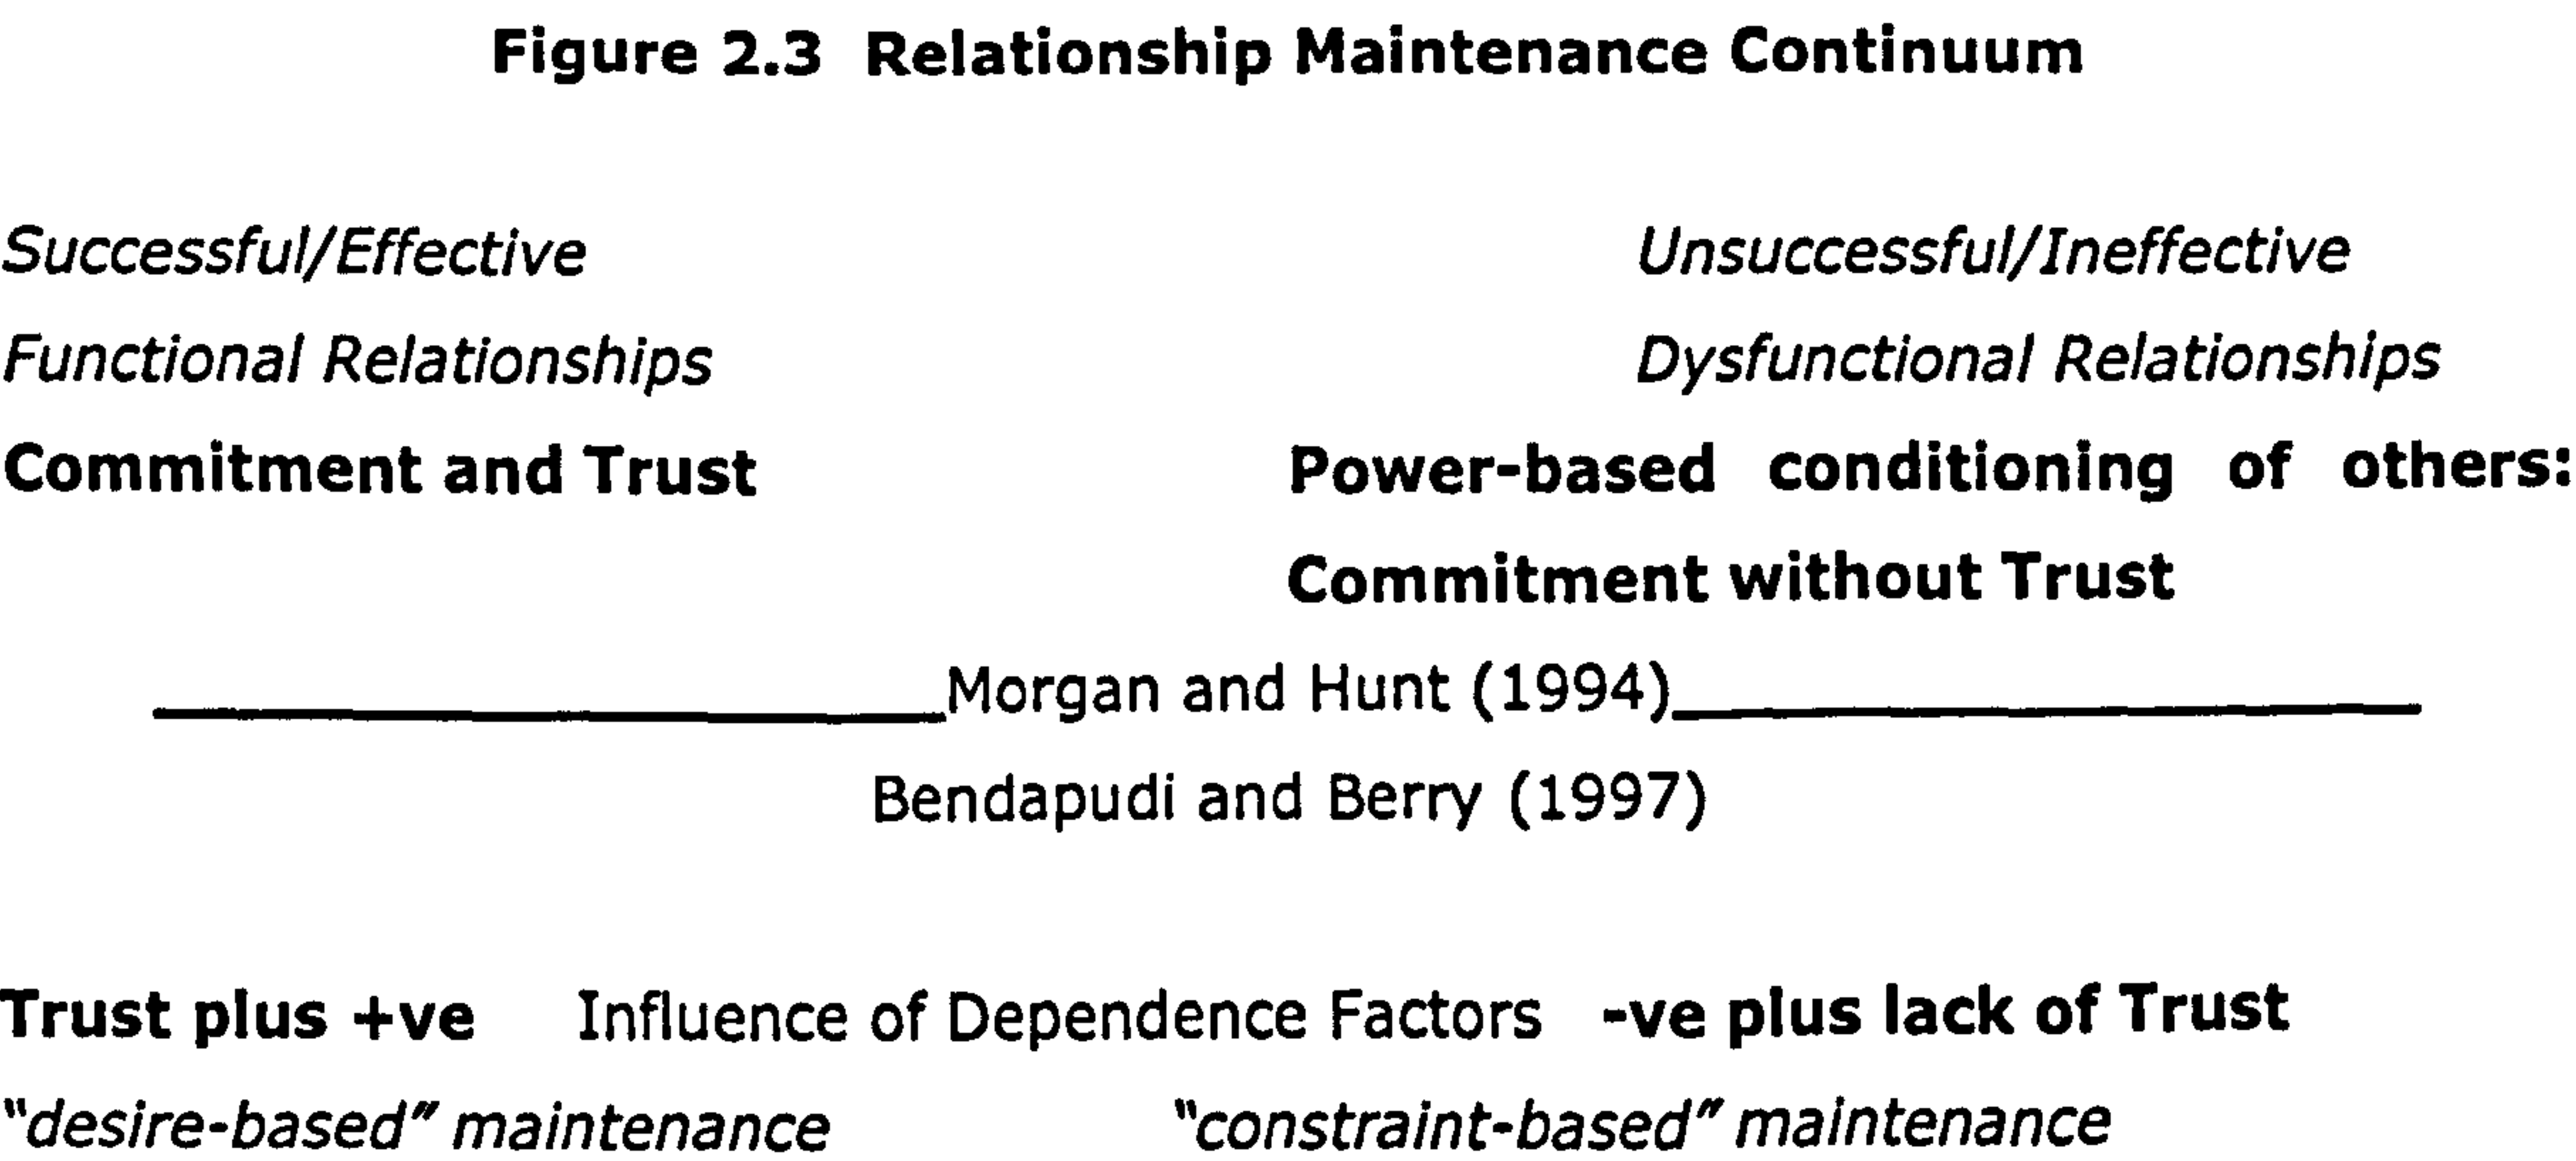 Figure 2.3 Relationship Maintenance Continuum
Successful/Effective Unsuccessful/Ineffective
Functional Relationships Dysfunctional Relationships
Commitment and Trust Power-based conditioning of others:
Commitment without Trust
Morgan and Hunt (1994)
Bendapudi and Berry (1997)
Trust plus +ve Influence of Dependence Factors -ve plus lack of Trust
"desire-based" maintenance "constraint-based" maintenance